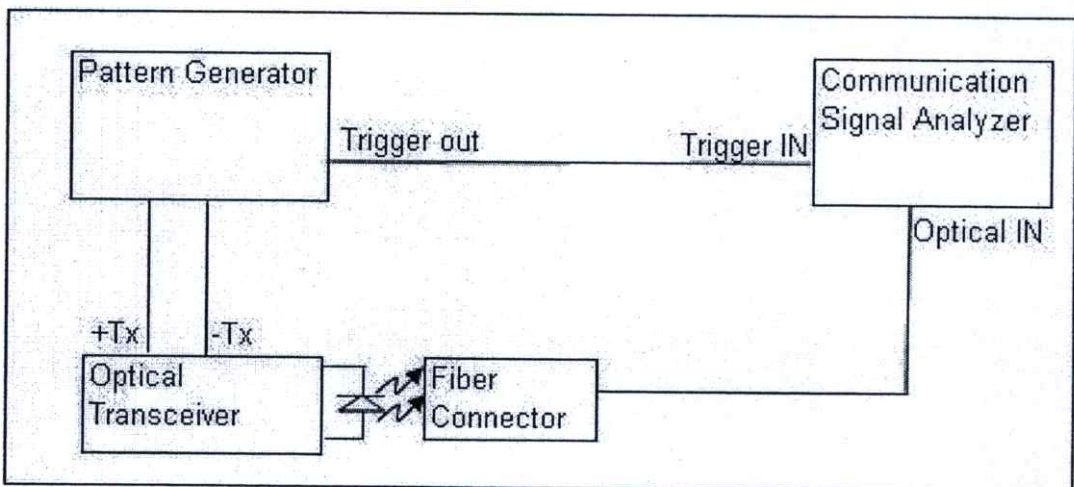 Pattern Generator
Communication
Signal Analyzer
Trigger out
Trigger IN
Optical IN
+Tx
-Tx
Optical
Transceiver
Fiber
Connector